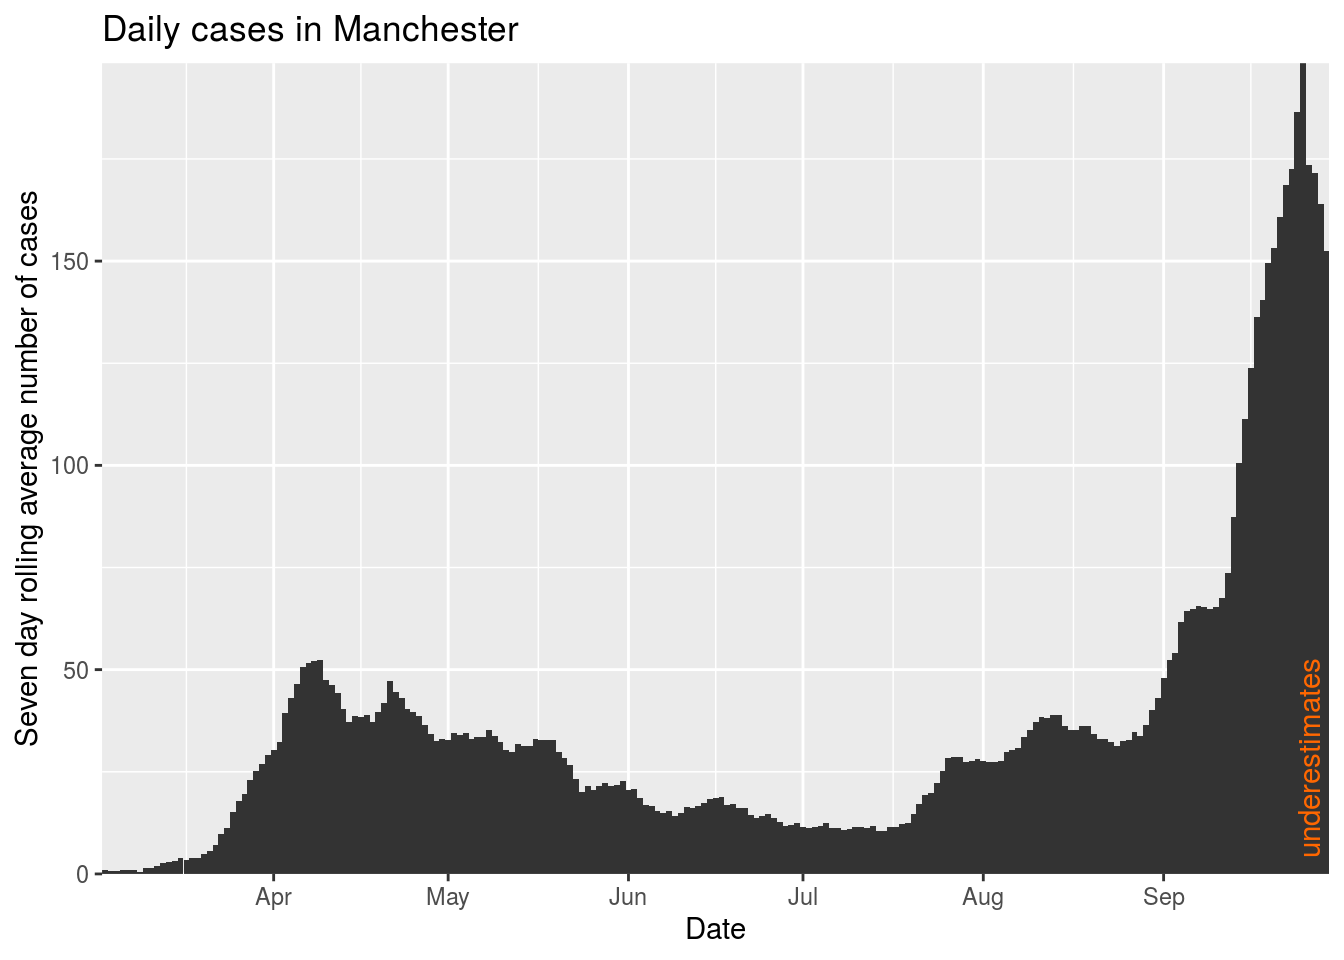 Daily cases in Manchester
Seven day rolling average number of cases
150
100
50
0
underestimates
Apr May Jun Jul Aug Sep
Date